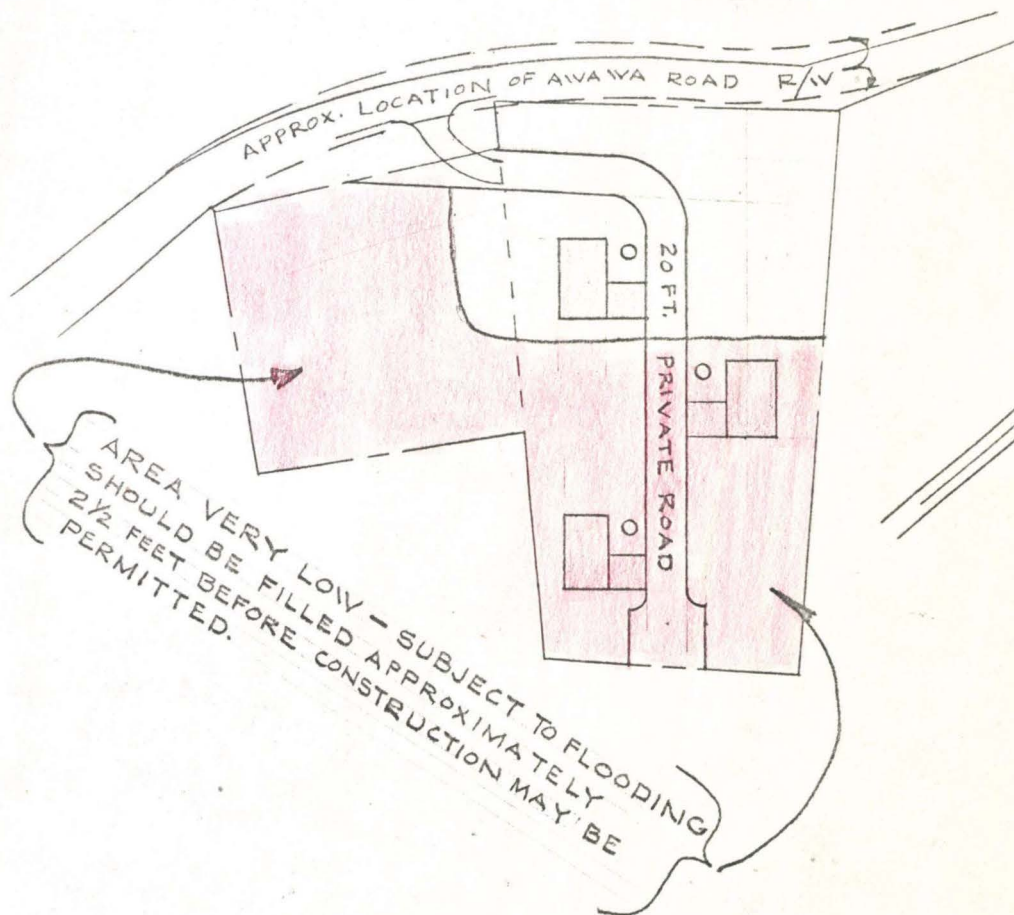 APPROX. LOCATION OF AWAWA ROAD R/W
20 FT. PRIVATE ROAD
AREA VERY LOW - SUBJECT TO FLOODING
SHOULD BE FILLED APPROXIMATELY
2½ FEET BEFORE CONSTRUCTION MAY BE
PERMITTED.